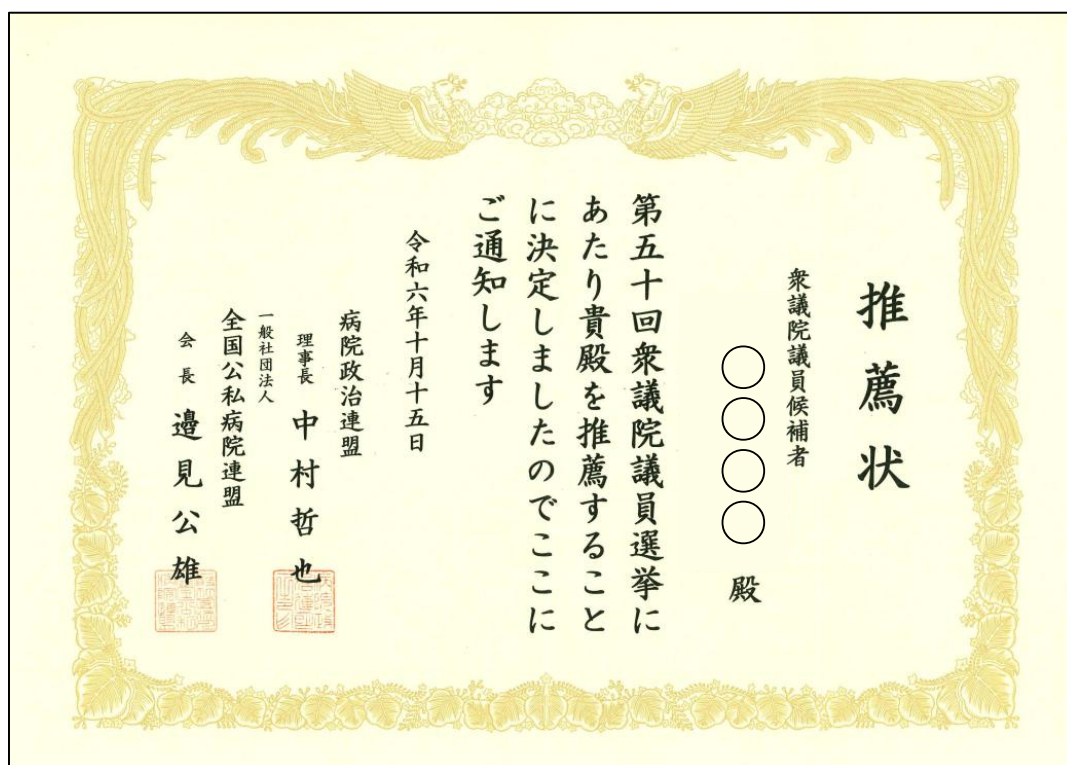 推薦状
衆議院議員候補者
○○○○ 殿
第五十回衆議院議員選挙に
あたり貴殿を推薦すること
に決定しましたのでここに
ご通知します
令和六年十月十五日
病院政治連盟
理事長 中村哲也
一般社団法人
全国公私病院連盟
会長 邉見公雄